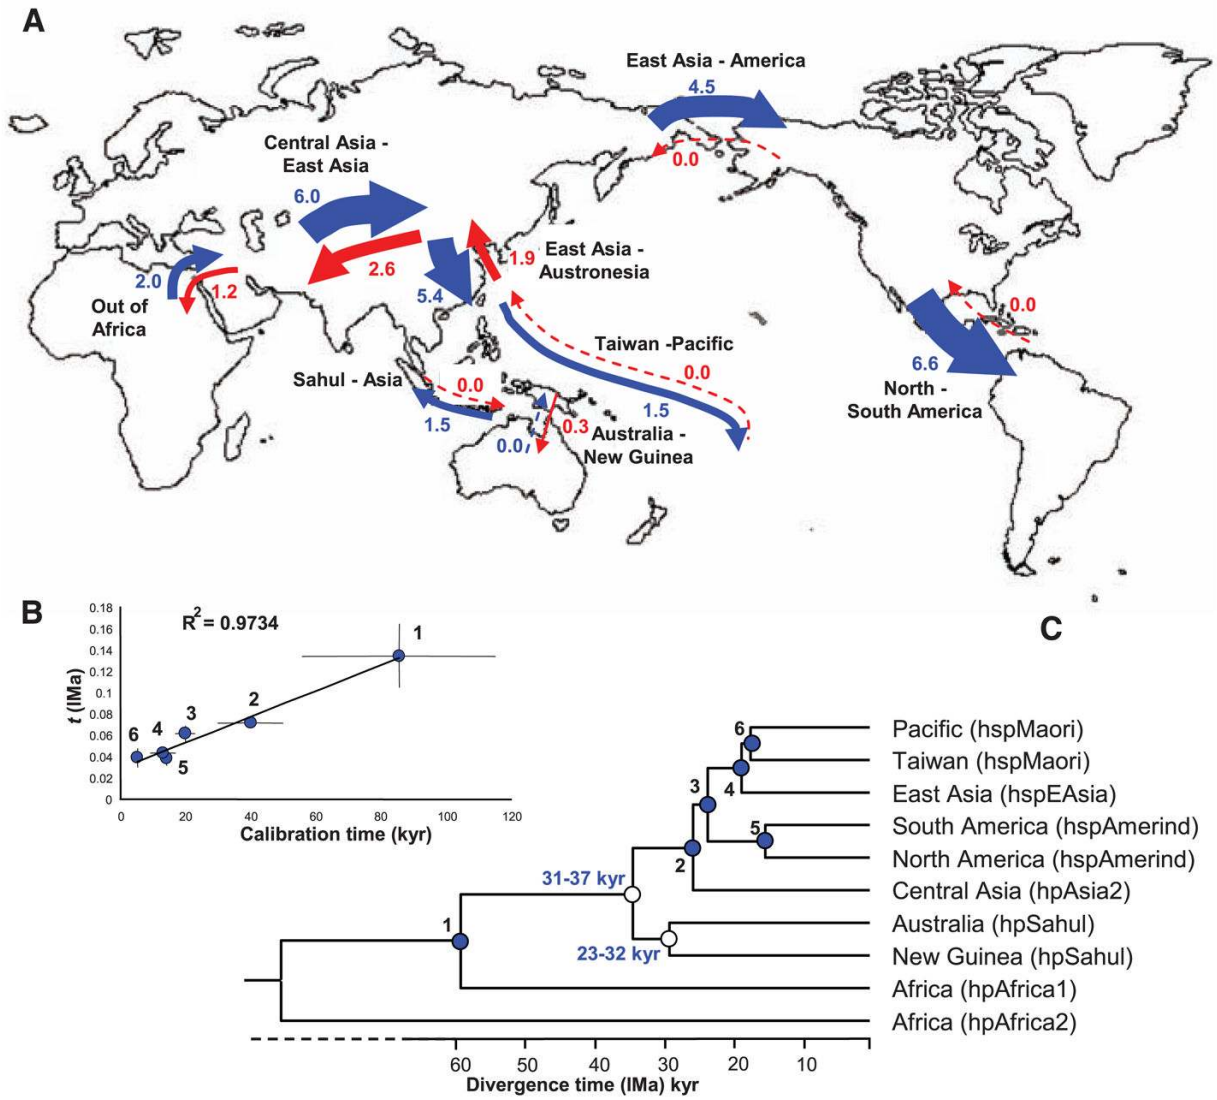 A
East Asia - America
4.5
0.0
Central Asia -
East Asia
6.0
2.6
East Asia -
Austronesia
1.9
5.4
2.0
1.2
Out of
Africa
0.0
6.6
North -
South America
Taiwan -Pacific
0.0
1.5
Sahul - Asia
0.0
1.5
0.0
0.3
Australia -
New Guinea
B
R2 = 0.9734
t (IMa)
0.18
0.16
0.14
0.12
0.1
0.08
0.06
0.04
0.02
0
1
2
3
4
5
6
0 20 40 60 80 100 120
Calibration time (kyr)
C
Pacific (hspMaori)
Taiwan (hspMaori)
East Asia (hspEAsia)
South America (hspAmerind)
North America (hspAmerind)
Central Asia (hpAsia2)
Australia (hpSahul)
New Guinea (hpSahul)
Africa (hpAfrica1)
Africa (hpAfrica2)
6
4
3
5
2
31-37 kyr
1
23-32 kyr
60 50 40 30 20 10
Divergence time (IMa) kyr